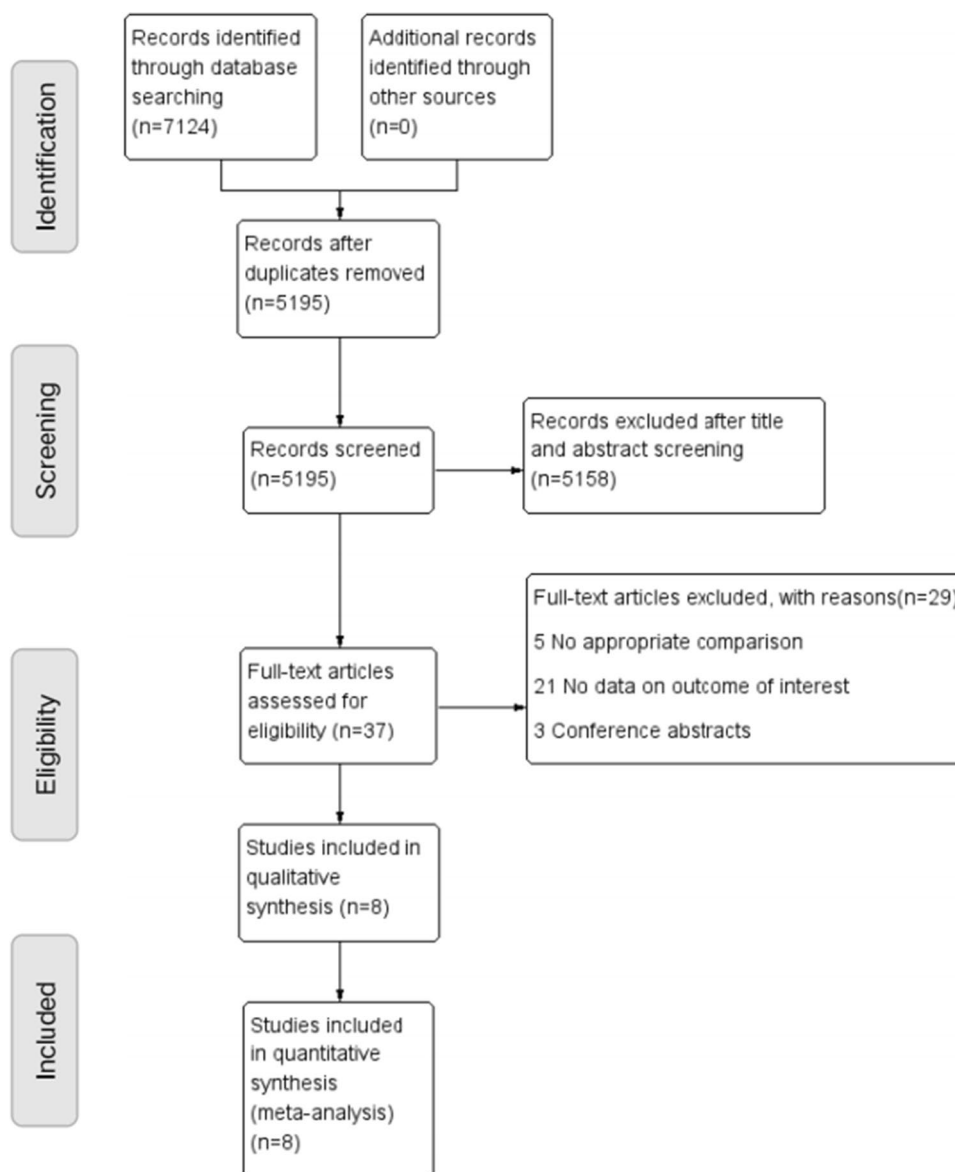 Identification
Records identified
through database
searching
(n=7124)
Additional records
identified through
other sources
(n=0)
Records after
duplicates removed
(n=5195)
Screening
Records screened
(n=5195)
Records excluded after title
and abstract screening
(n=5158)
Eligibility
Full-text articles
assessed for
eligibility (n=37)
Full-text articles excluded, with reasons(n=29)
5 No appropriate comparison
21 No data on outcome of interest
3 Conference abstracts
Studies included in
qualitative
synthesis (n=8)
Included
Studies included
in quantitative
synthesis
(meta-analysis)
(n=8)